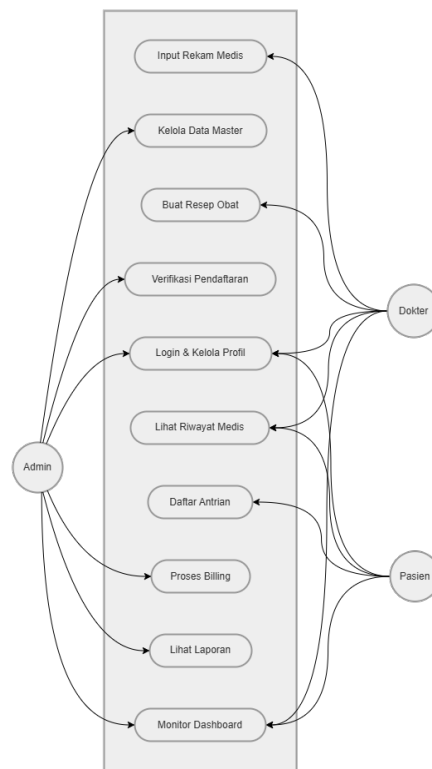 Input Rekam Medis
Kelola Data Master
Buat Resep Obat
Verifikasi Pendaftaran
Dokter
Login & Kelola Profil
Lihat Riwayat Medis
Admin
Daftar Antrian
Proses Billing
Pasien
Lihat Laporan
Monitor Dashboard